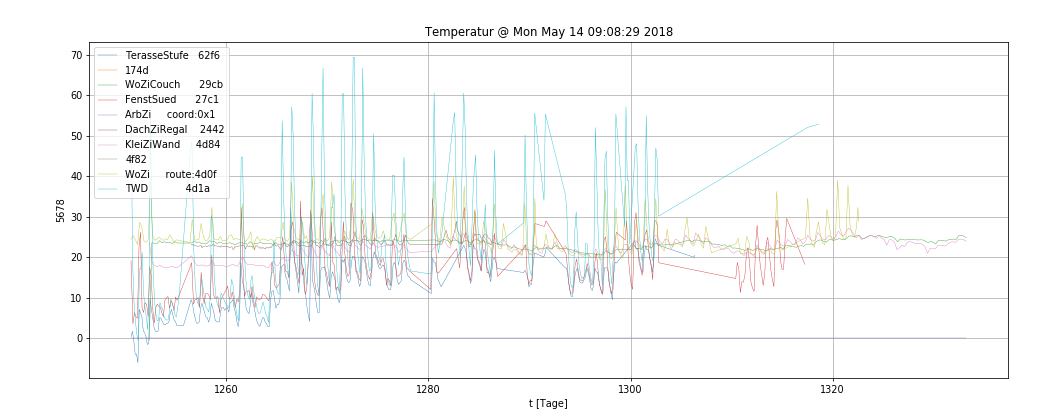 Temperatur @ Mon May 14 09:08:29 2018
70
60
50
40
30
20
10
0
5678
TerasseStufe 62f6
174d
WoZiCouch 29cb
FenstSued 27c1
ArbZi coord:0x1
DachZiRegal 2442
KleiZiWand 4d84
4f82
WoZi route:4d0f
TWD 4d1a
1260 1280 1300 1320
t [Tage]